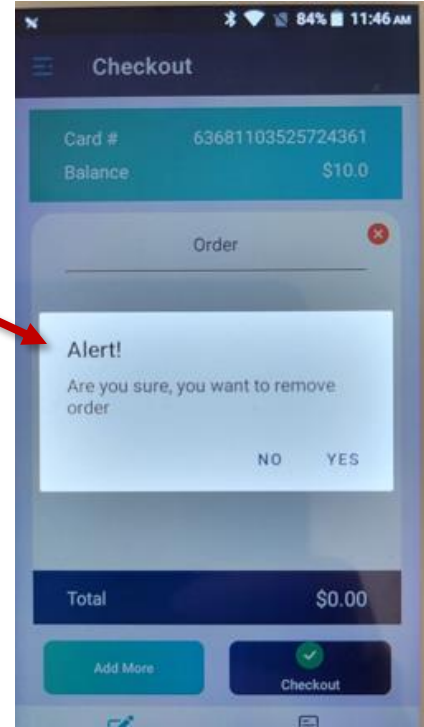 84% 11:46 AM
Checkout
Card # 63681103525724361
Balance $10.0
Order
Alert!
Are you sure, you want to remove
order
NO YES
Total $0.00
Add More
Checkout